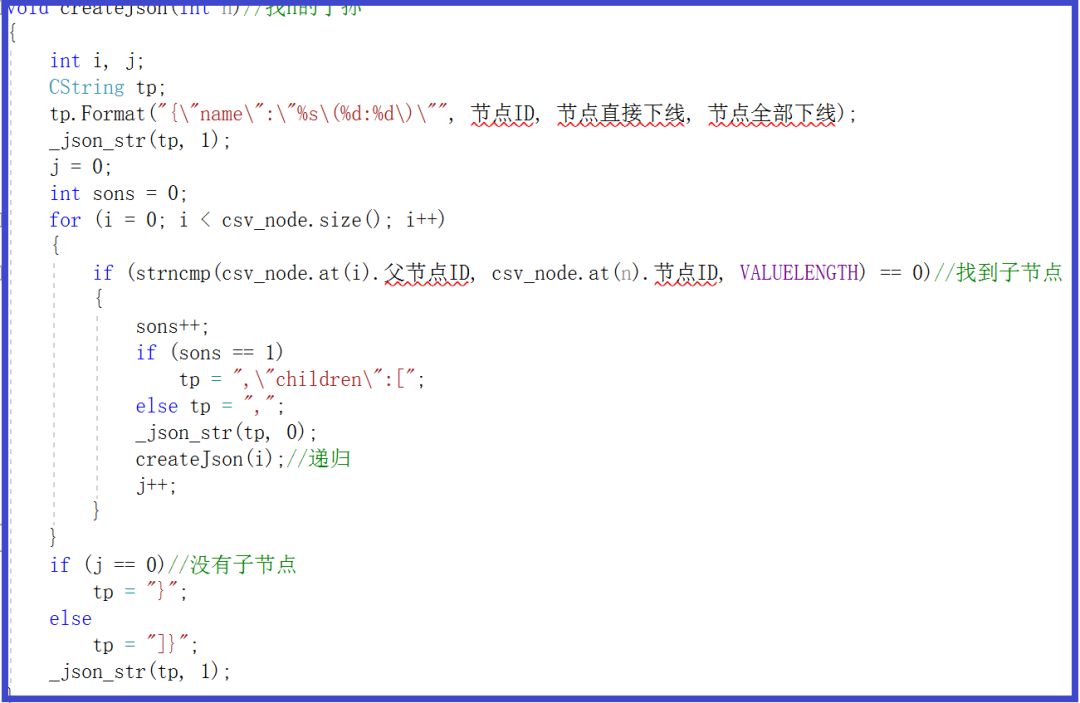 void createJson(int n)//找n的子孙
{
int i, j;
CString tp;
tp.Format("{\"name\":\"%s\(%d:%d\)\"", 节点ID, 节点直接下线, 节点全部下线);
_json_str(tp, 1);
j = 0;
int sons = 0;
for (i = 0; i < csv_node.size(); i++)
{
if (strncmp(csv_node.at(i).父节点ID, csv_node.at(n).节点ID, VALUELENGTH) == 0)//找到子节点
{
sons++;
if (sons == 1)
tp = ",\"children\":[";
else tp = ",";
_json_str(tp, 0);
createJson(i);//递归
j++;
}
}
if (j == 0)//没有子节点
tp = "}";
else
tp = "]}";
_json_str(tp, 1);
}